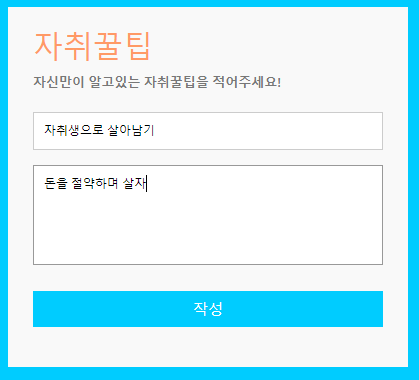 자취꿀팁
자신만이 알고있는 자취꿀팁을 적어주세요!
자취생으로 살아남기
돈을 절약하며 살자
작성